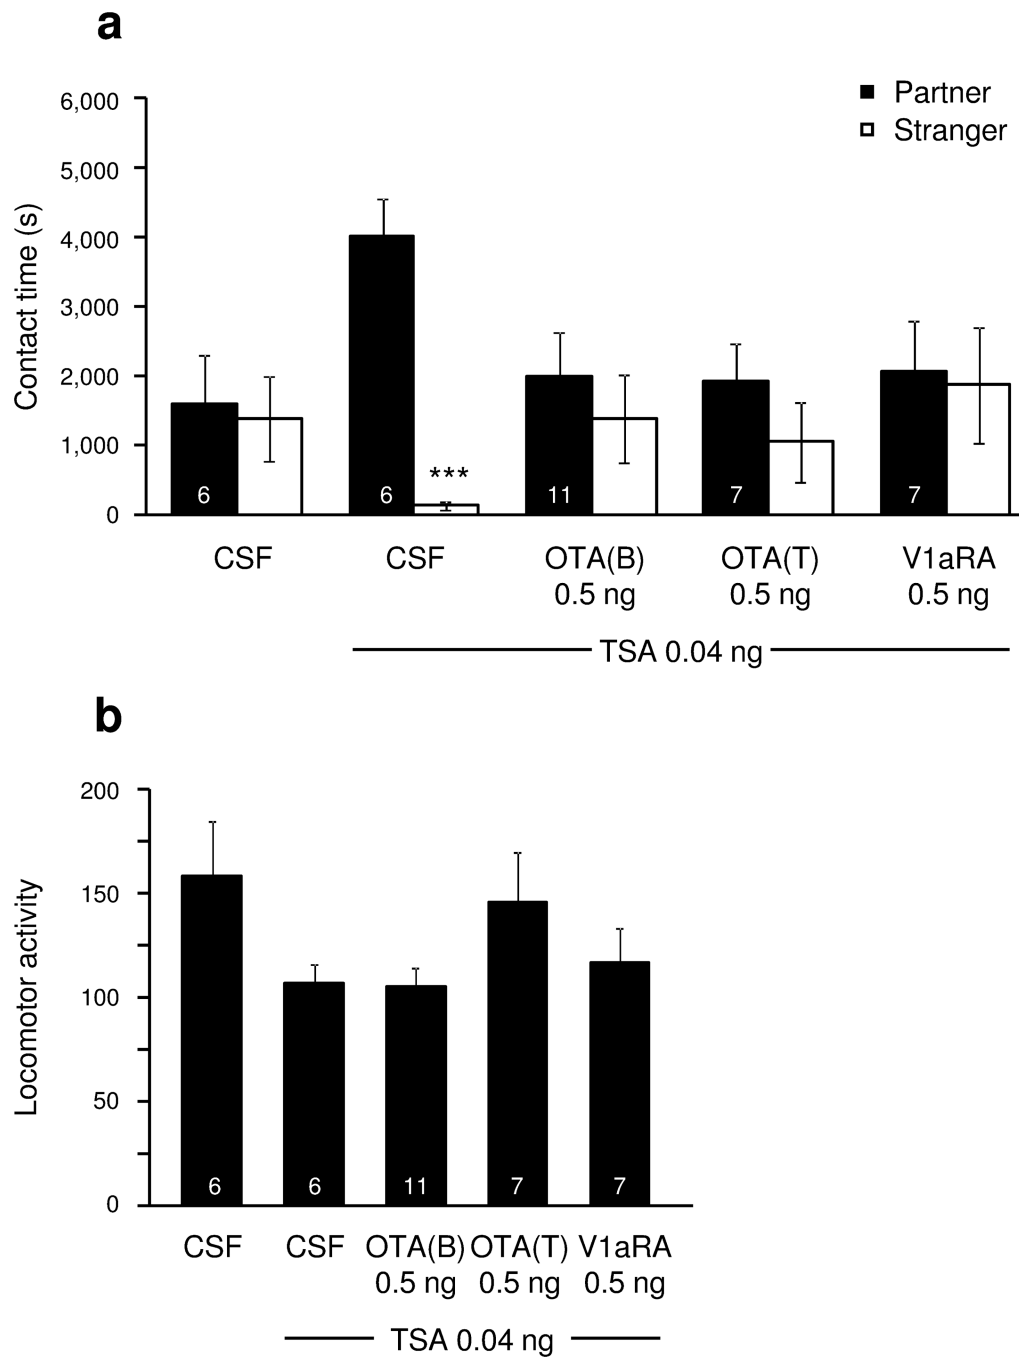 a
6,000
5,000
4,000
3,000
2,000
1,000
0
Contact time (s)
Partner
Stranger
***
6 6 11 7 7
CSF CSF OTA(B) OTA(T) V1aRA
0.5 ng 0.5 ng 0.5 ng
TSA 0.04 ng
b
200
150
100
50
0
Locomotor activity
6 6 11 7 7
CSF CSF OTA(B) OTA(T) V1aRA
0.5 ng 0.5 ng 0.5 ng
TSA 0.04 ng